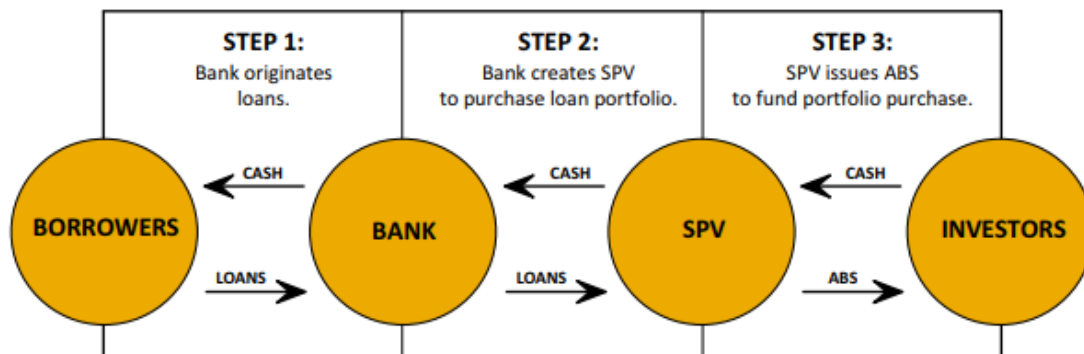 STEP 1:
Bank originates
loans.
STEP 2:
Bank creates SPV
to purchase loan portfolio.
STEP 3:
SPV issues ABS
to fund portfolio purchase.
CASH
CASH
CASH
BORROWERS
BANK
SPV
INVESTORS
LOANS
LOANS
ABS